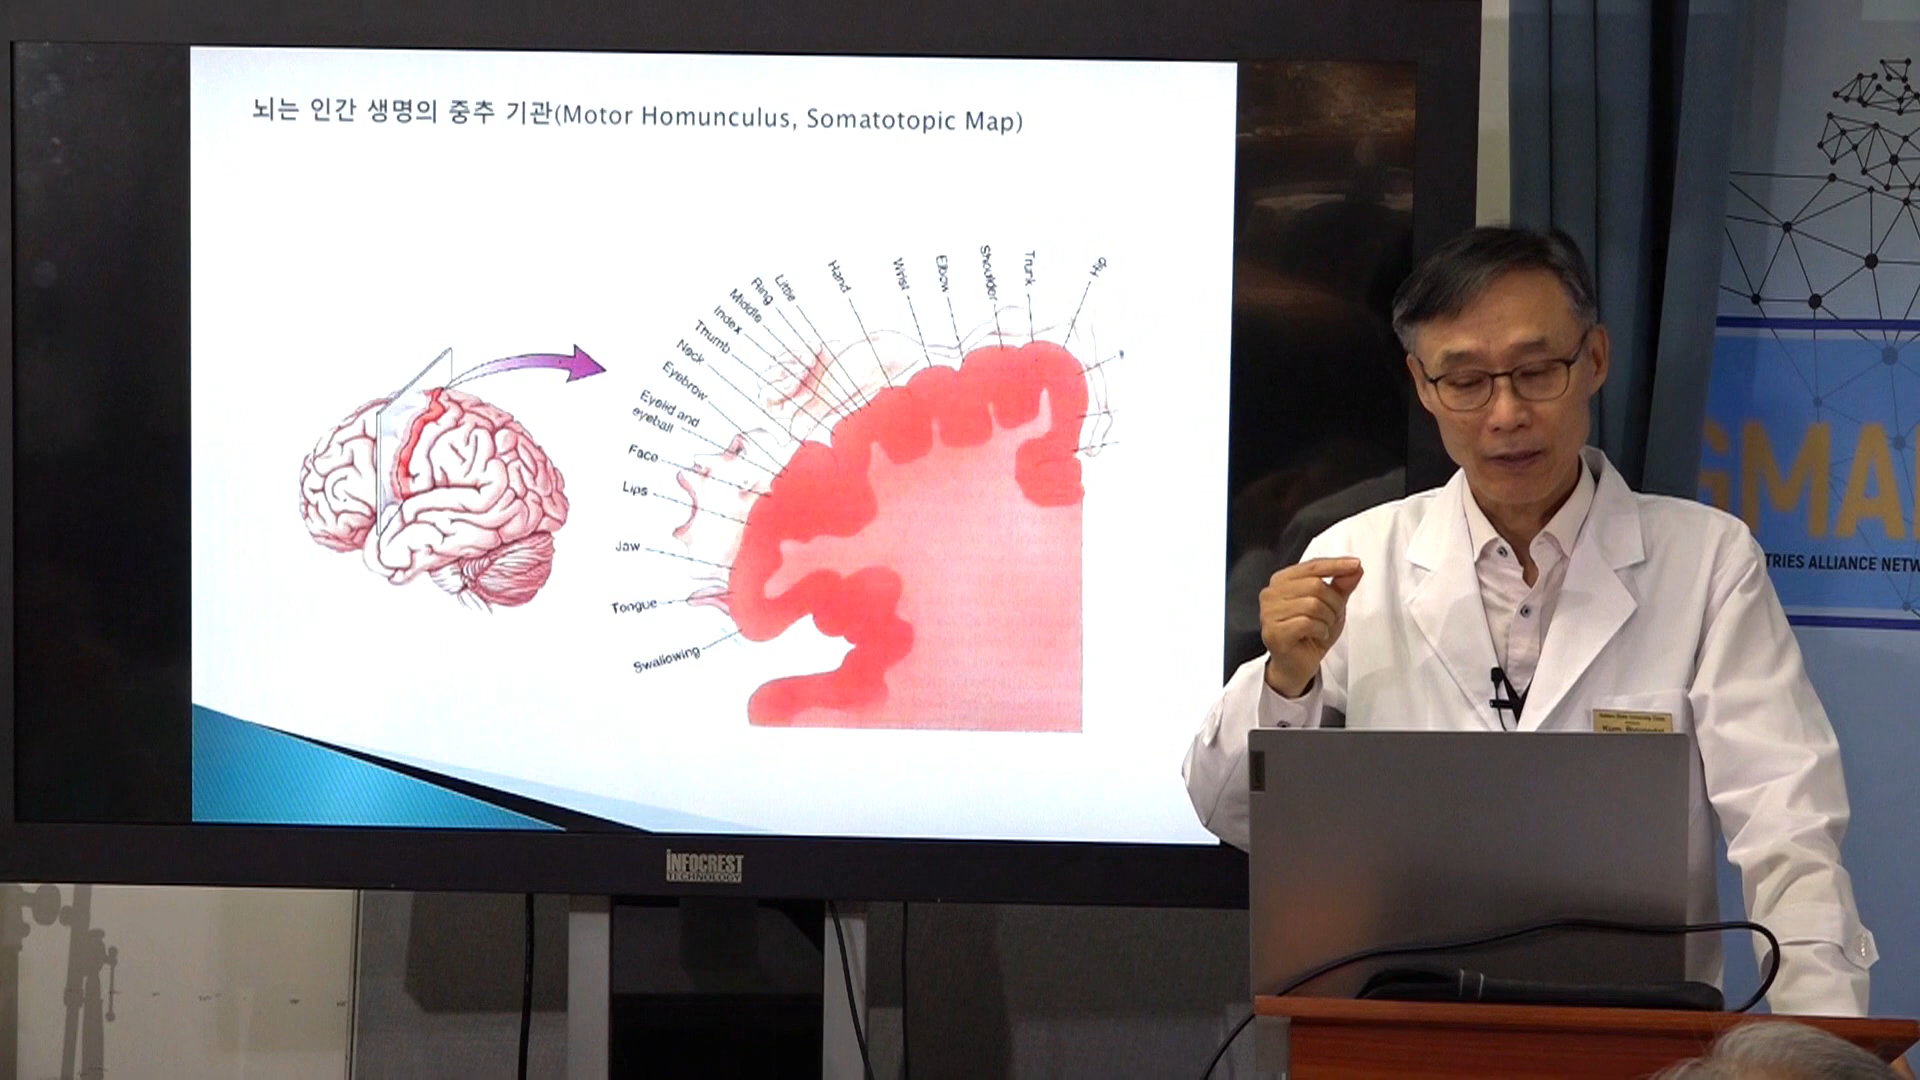 뇌는 인간 생명의 중추 기관(Motor Homunculus, Somatotopic Map)
Trunk
Shoulder
Elbow
Wrist
Hand
Little
Ring
Middle
Index
Thumb
Neck
Eyebrow
Eyelid and
eyeball
Face
Lips
Jaw
Tongue
Swallowing
INFOCREST
TECHNOLOGY
GMA
TRIES ALLIANCE NETW